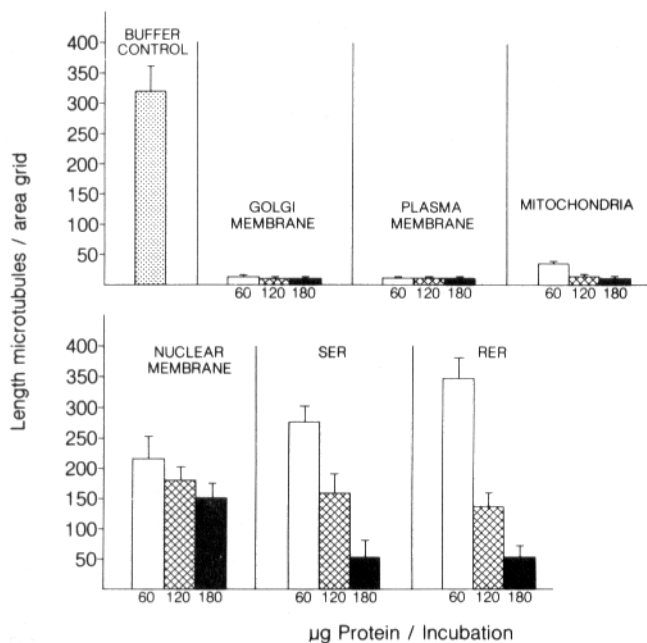 Length microtubules / area grid
400
350
300
250
200
150
100
50
BUFFER
CONTROL
GOLGI
MEMBRANE
PLASMA
MEMBRANE
MITOCHONDRIA
60 120 180
60 120 180
60 120 180
400
350
300
250
200
150
100
50
NUCLEAR
MEMBRANE
SER
RER
60 120 180
60 120 180
60 120 180
µg Protein / Incubation